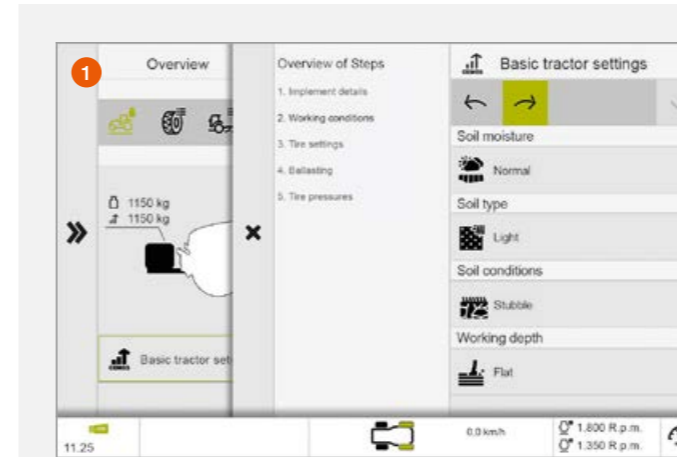 1
Overview
1150 kg
1150 kg
Basic tractor set
Overview of Steps
1. Implement details
2. Working conditions
3. Tire settings
4. Ballasting
5. Tire pressures
Basic tractor settings
Soil moisture
Normal
Soil type
Light
Soil conditions
Stubble
Working depth
Flat
11.25
0,0 km/h
1.800 R.p.m.
1.350 R.p.m.